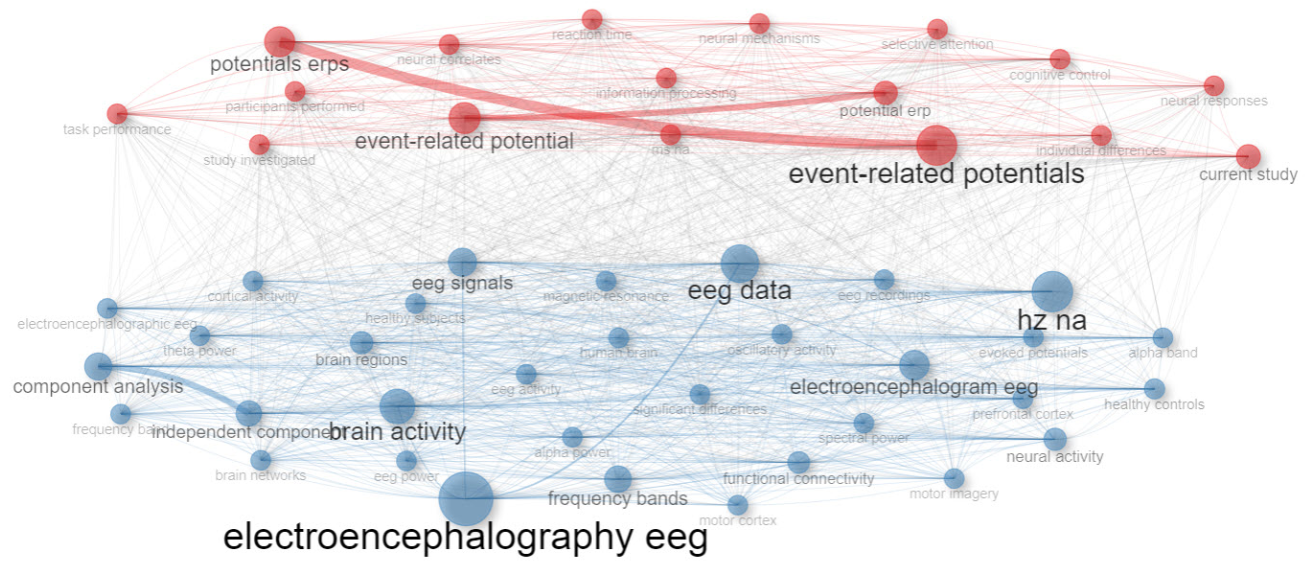 reaction time
neural mechanisms
selective attention
neural correlates
potentials erps
cognitive control
information processing
participants performed
neural responses
potential erp
task performance
event-related potential
ms na
individual differences
study investigated
event-related potentials
current study
eeg signals
eeg data
cortical activity
magnetic resonance
eeg recordings
healthy subjects
hz na
electroencephalographic eeg
theta power
brain regions
human brain
oscillatory activity
evoked potentials
alpha band
component analysis
eeg activity
electroencephalogram eeg
healthy controls
significant differences
prefrontal cortex
frequency band
independent component
brain activity
spectral power
alpha power
neural activity
brain networks
eeg power
functional connectivity
motor imagery
frequency bands
motor cortex
electroencephalography eeg